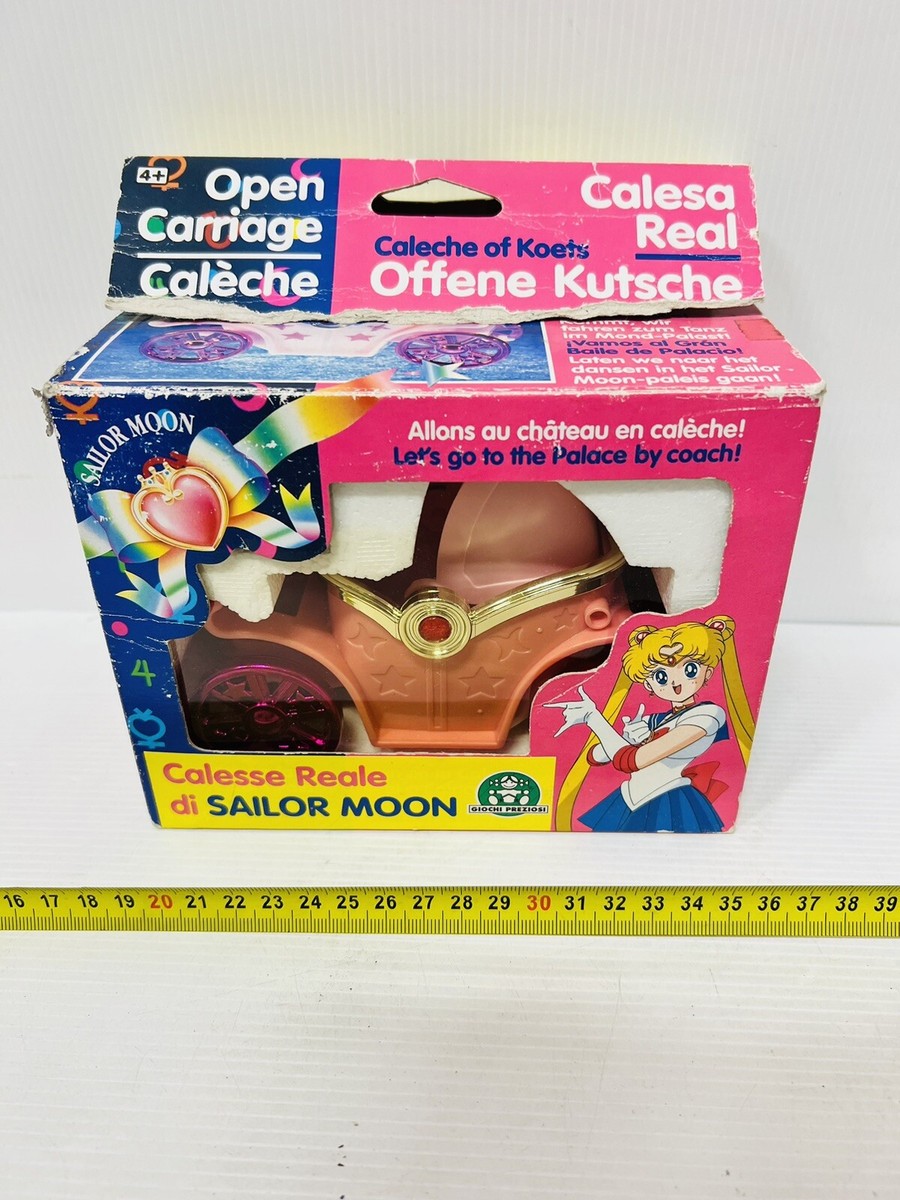 4+
Open
Carriage
Calèche
Calesa
Real
Caleche of Koets
Offene Kutsche
wir
fahren zum Tanz
im Mond-Palast!
¡Vamos al Gran
Baile de Palacio!
Laten we naar het
dansen in het Sailor
Moon-paleis gaan!
SAILOR MOON
Allons au château en calèche!
Let's go to the Palace by coach!
4
Calesse Reale
di SAILOR MOON
GIOCHI PREZIOSI
16 17 18 19 20 21 22 23 24 25 26 27 28 29 30 31 32 33 34 35 36 37 38 39